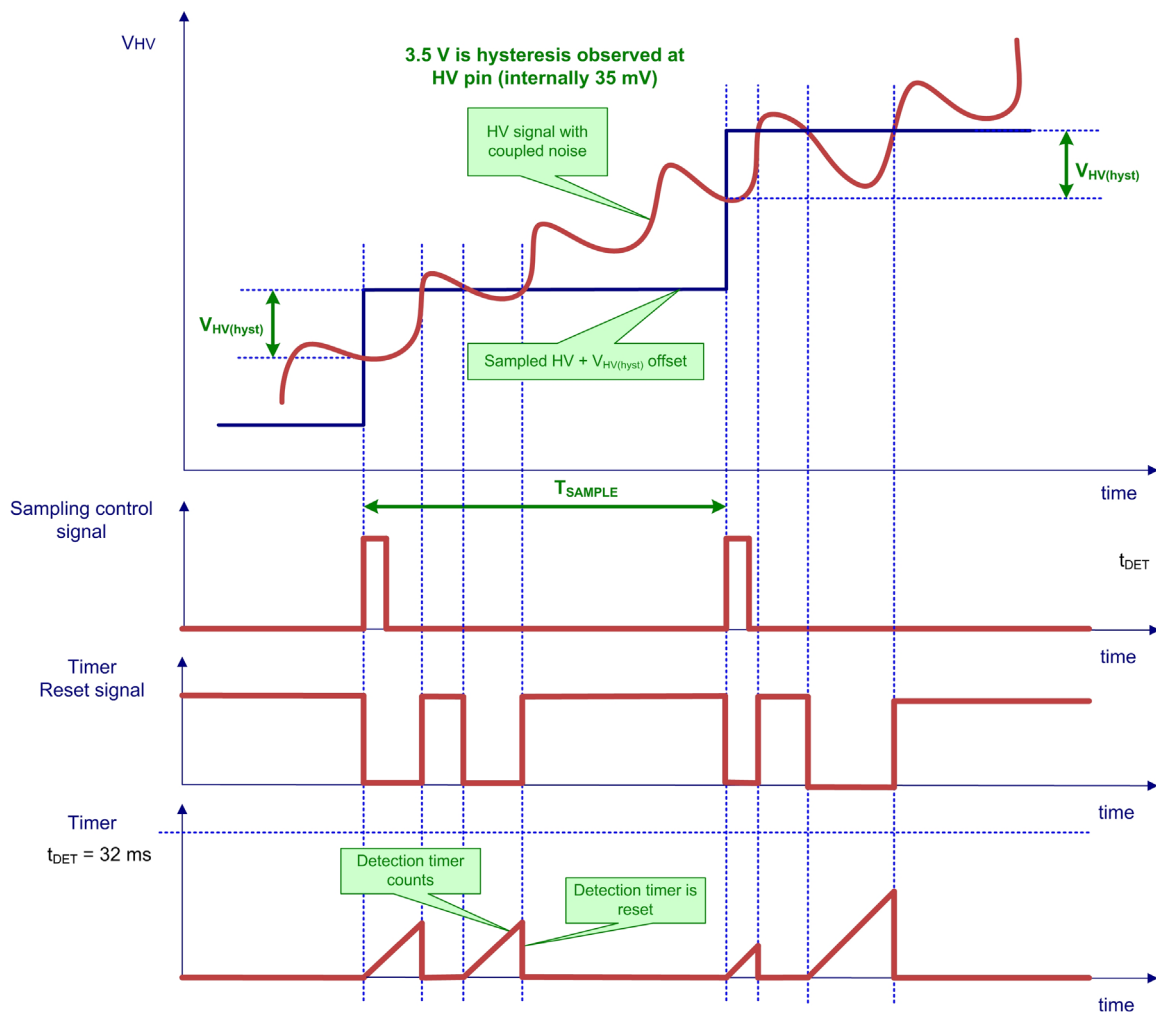 VHV
3.5 V is hysteresis observed at
HV pin (internally 35 mV)
HV signal with
coupled noise
VHV(hyst)
VHV(hyst)
Sampled HV + VHV(hyst) offset
time
TSAMPLE
Sampling control
signal
tDET
time
Timer
Reset signal
time
Timer
tDET = 32 ms
Detection timer
counts
Detection timer is
reset
time